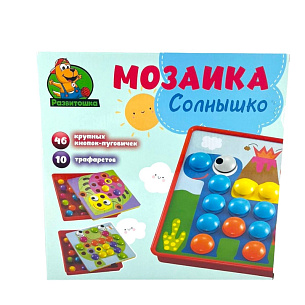 Развитошка
МОЗАИКА
Солнышко
46 крупных
кнопок-пуговичек
10 трафаретов